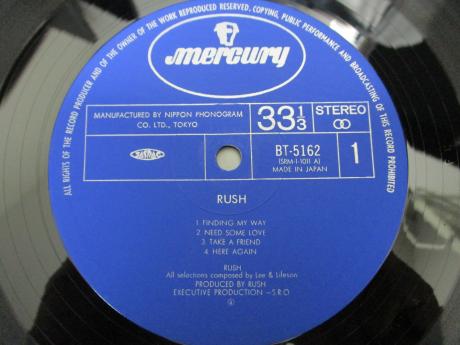 ALL RIGHTS OF THE RECORD PRODUCER AND OF THE OWNER OF THE WORK REPRODUCED RESERVED. COPYING, PUBLIC PERFORMANCE AND BROADCASTING OF THIS RECORD PROHIBITED
mercury
MANUFACTURED BY NIPPON PHONOGRAM
CO. LTD., TOKYO
33 1/3
STEREO
BT-5162
(SRM-1-1011 A)
MADE IN JAPAN
1
RUSH
1 FINDING MY WAY
2 NEED SOME LOVE
3 TAKE A FRIEND
4 HERE AGAIN
RUSH
All selections composed by Lee & Lifeson
PRODUCED BY RUSH
EXECUTIVE PRODUCTION —S.R.O